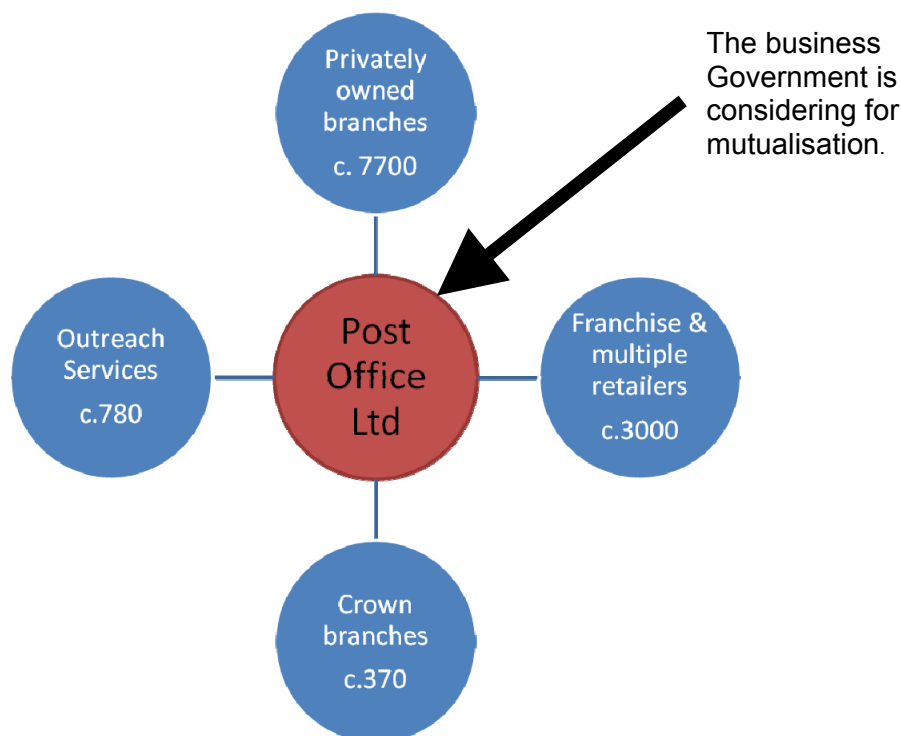 Privately
owned
branches
c. 7700
The business
Government is
considering for
mutualisation.
Outreach
Services
c.780
Post
Office
Ltd
Franchise &
multiple
retailers
c.3000
Crown
branches
c.370